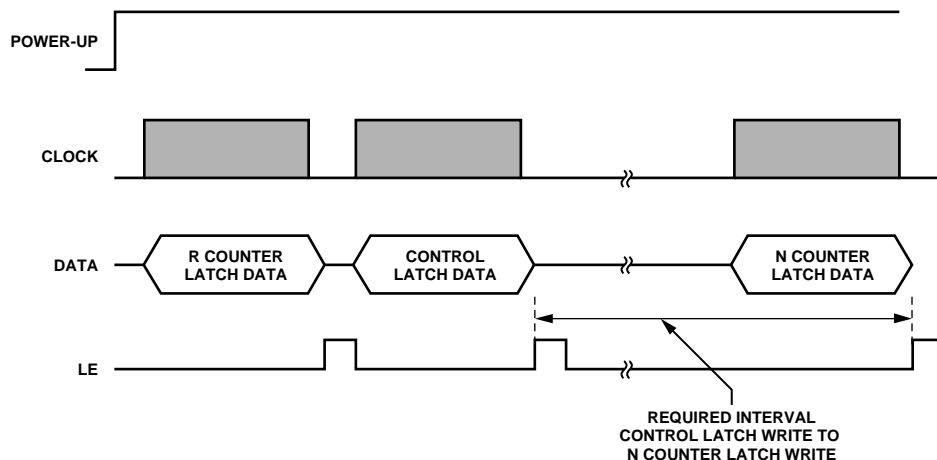 POWER-UP
CLOCK
DATA
R COUNTER
LATCH DATA
CONTROL
LATCH DATA
N COUNTER
LATCH DATA
LE
REQUIRED INTERVAL
CONTROL LATCH WRITE TO
N COUNTER LATCH WRITE